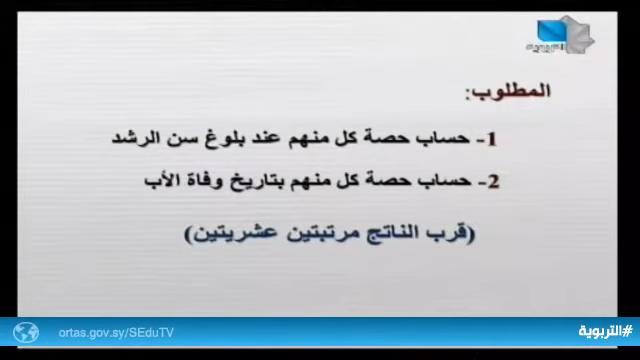 التربوية
المطلوب:
1- حساب حصة كل منهم عند بلوغ سن الرشد
2- حساب حصة كل منهم بتاريخ وفاة الأب
(قرب الناتج مرتبتين عشريتين)
ortas.gov.sy/SEduTV
#التربوية